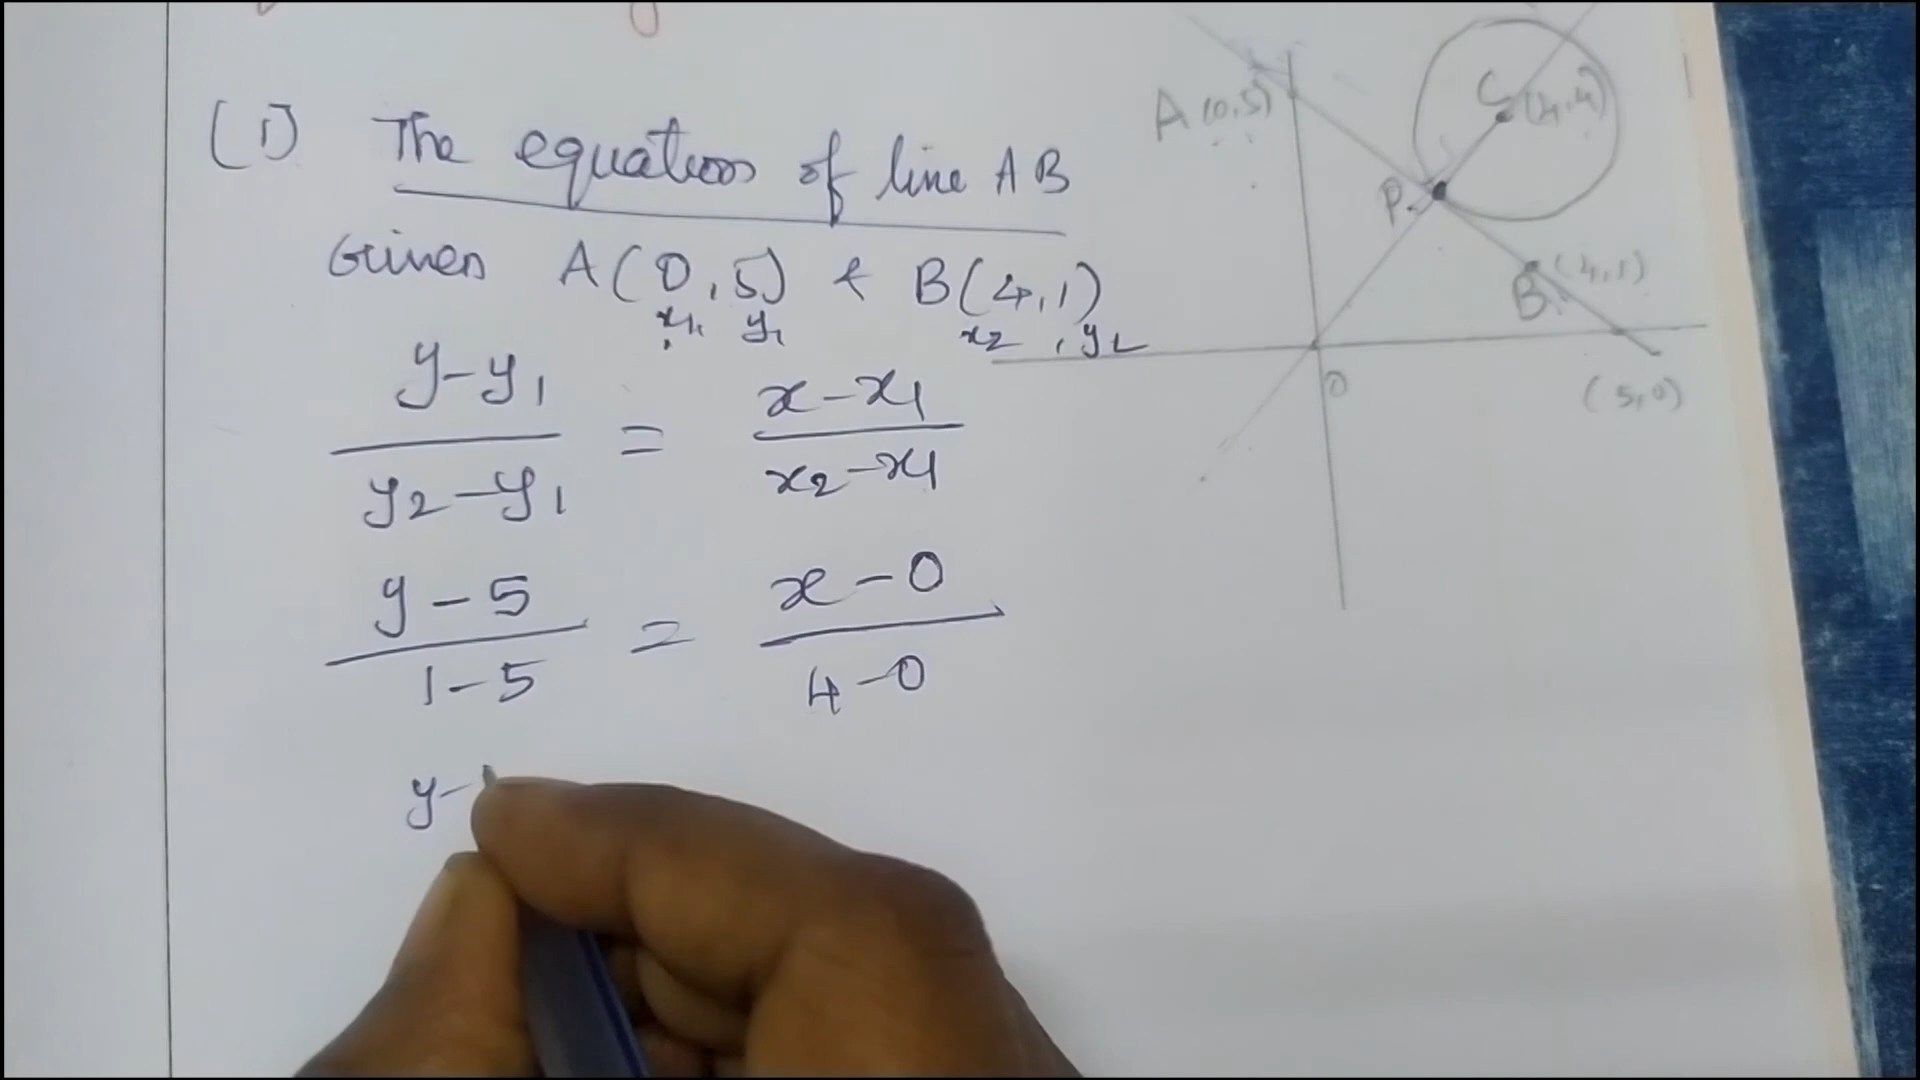 (1) The equation of line AB
Given A(0,5) & B(4,1)
x1, y1 x2, y2
y-y1 / y2-y1 = x-x1 / x2-x1
y-5 / 1-5 = x-0 / 4-0
y-
A(0,5)
C(4,4)
P
B(4,1)
O
(5,0)